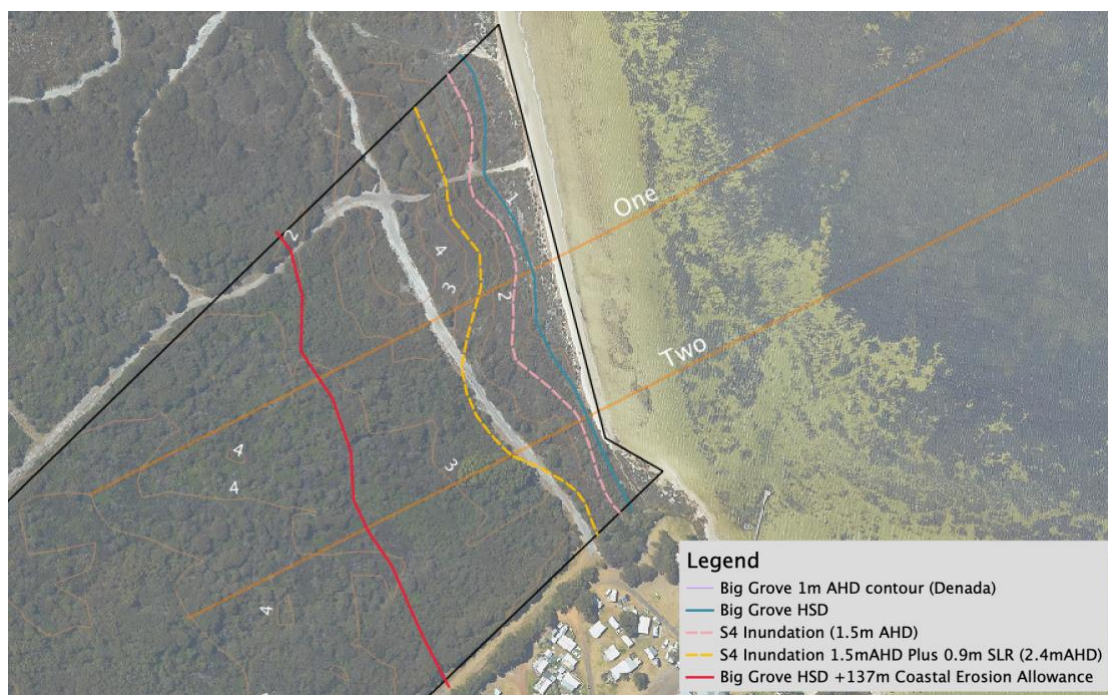 One
1
4
3
2
2
Two
4
4
3
4
4
Legend
Big Grove 1m AHD contour (Denada)
Big Grove HSD
S4 Inundation (1.5m AHD)
S4 Inundation 1.5mAHD Plus 0.9m SLR (2.4mAHD)
Big Grove HSD +137m Coastal Erosion Allowance